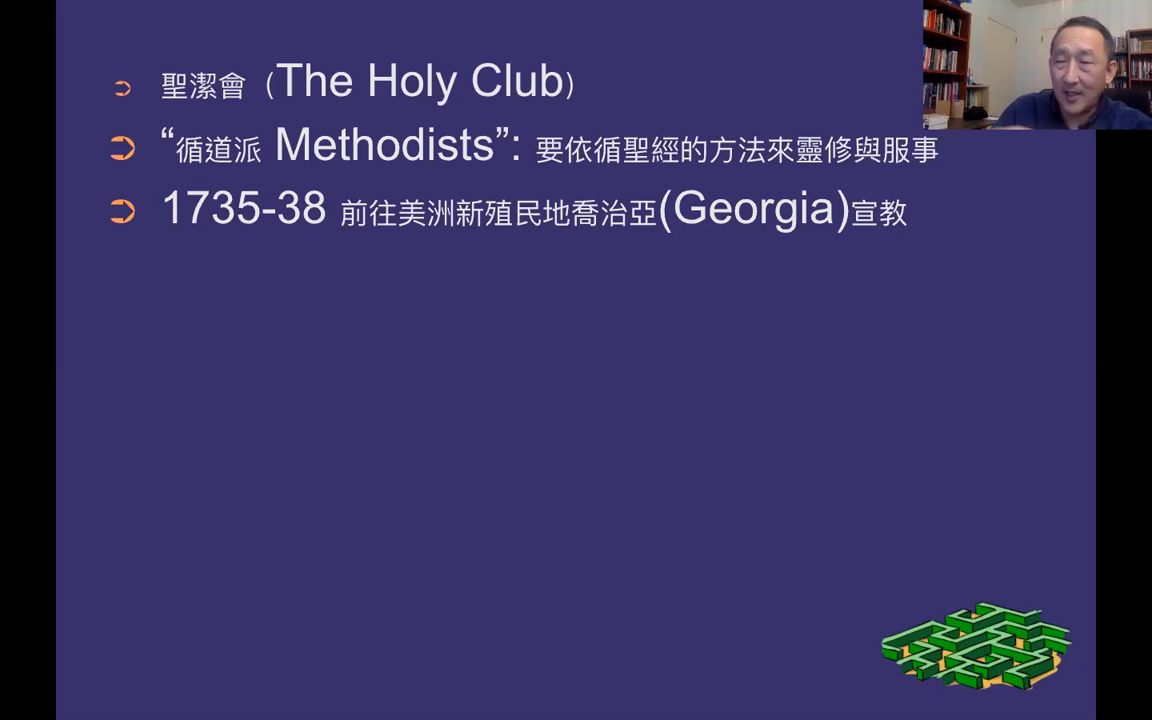 聖潔會（The Holy Club）
“循道派 Methodists”: 要依循聖經的方法來靈修與服事
1735-38 前往美洲新殖民地喬治亞(Georgia)宣教